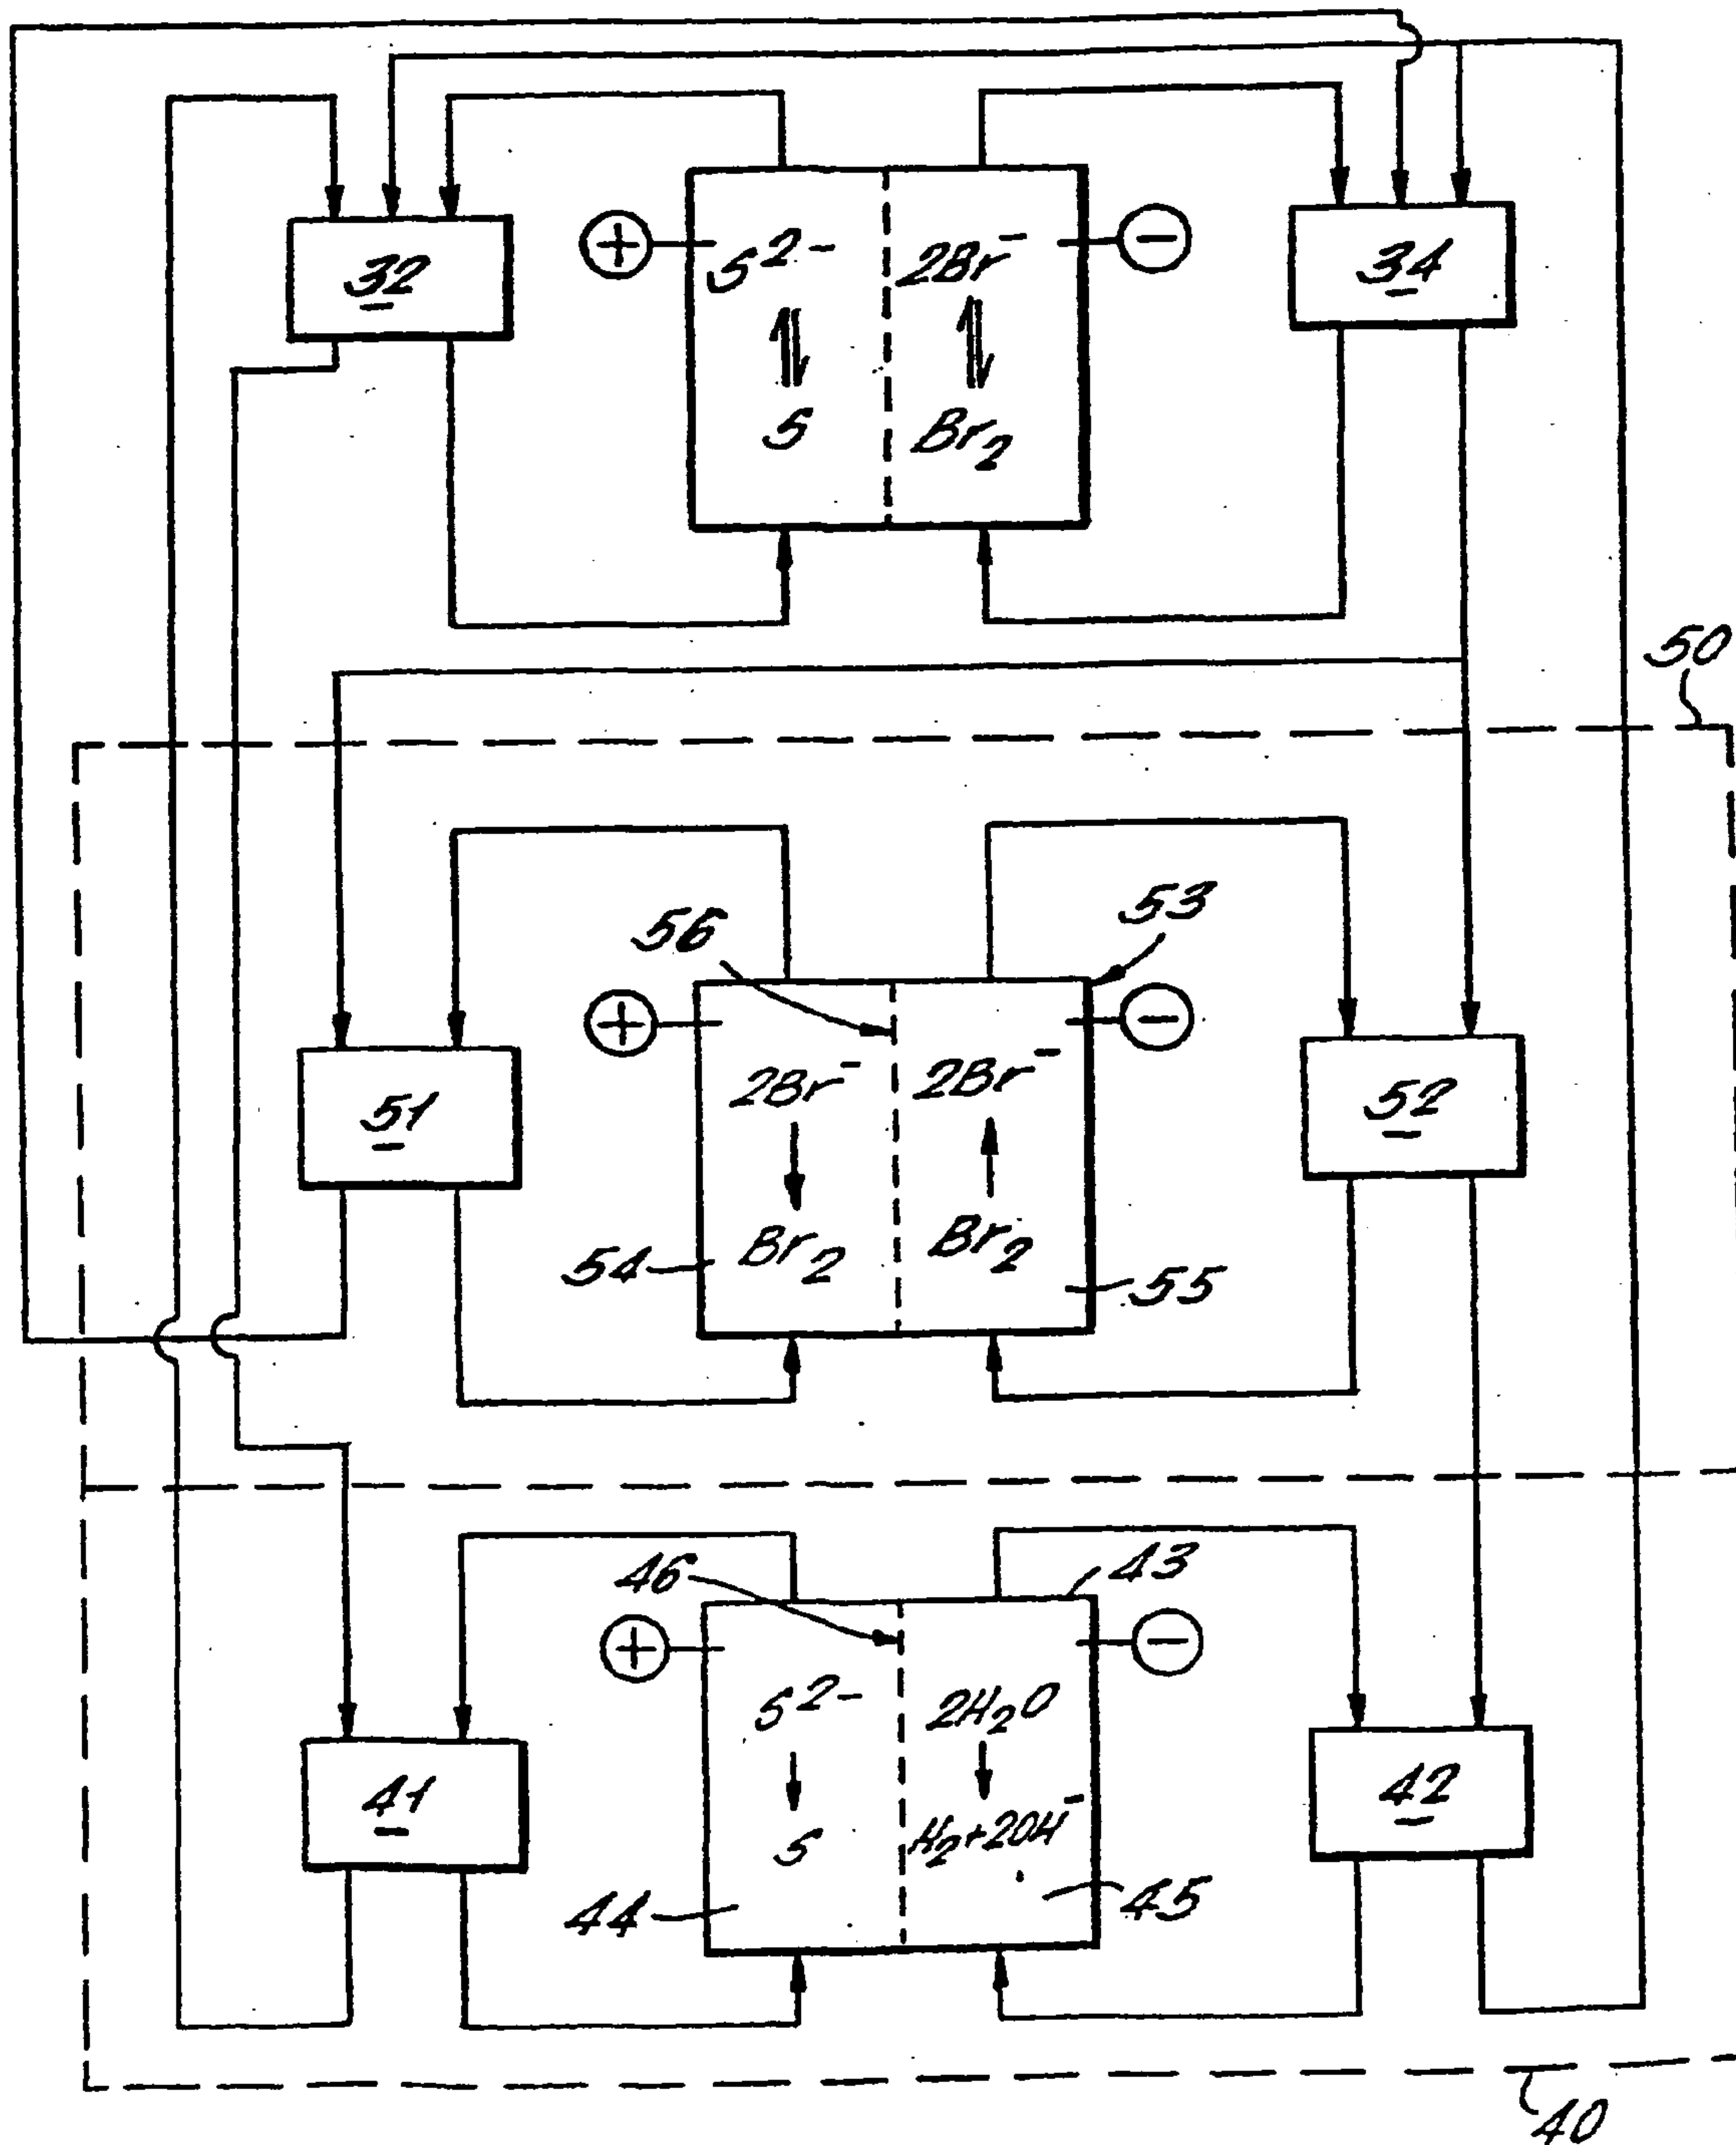 + −
32 S²⁻ 2Br⁻ 34
⇌ ⇌
S Br₂
50
56 53
+ −
51 2Br⁻ 2Br⁻ 52
↓ ↑
54 Br₂ Br₂ 55
46 43
+ −
S²⁻ 2H₂O
41 ↓ ↓ 42
S H₂+2OH⁻
44 45
40